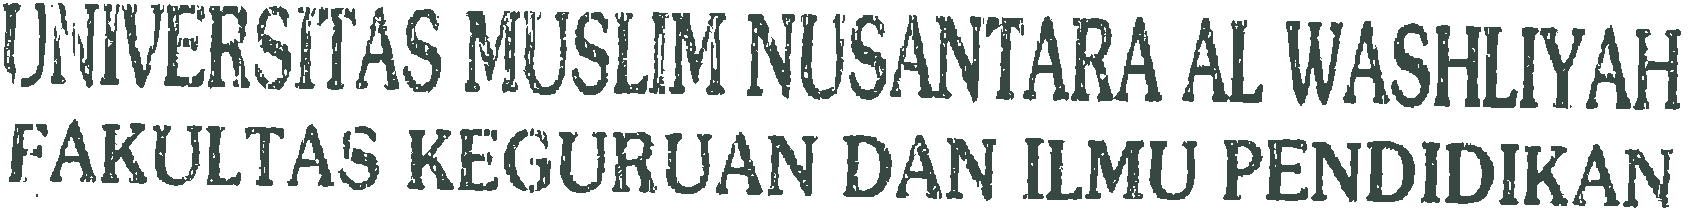 UNIVERSITAS MUSLIM NUSANTARA AL WASHLIYAH
FAKULTAS KEGURUAN DAN ILMU PENDIDIKAN